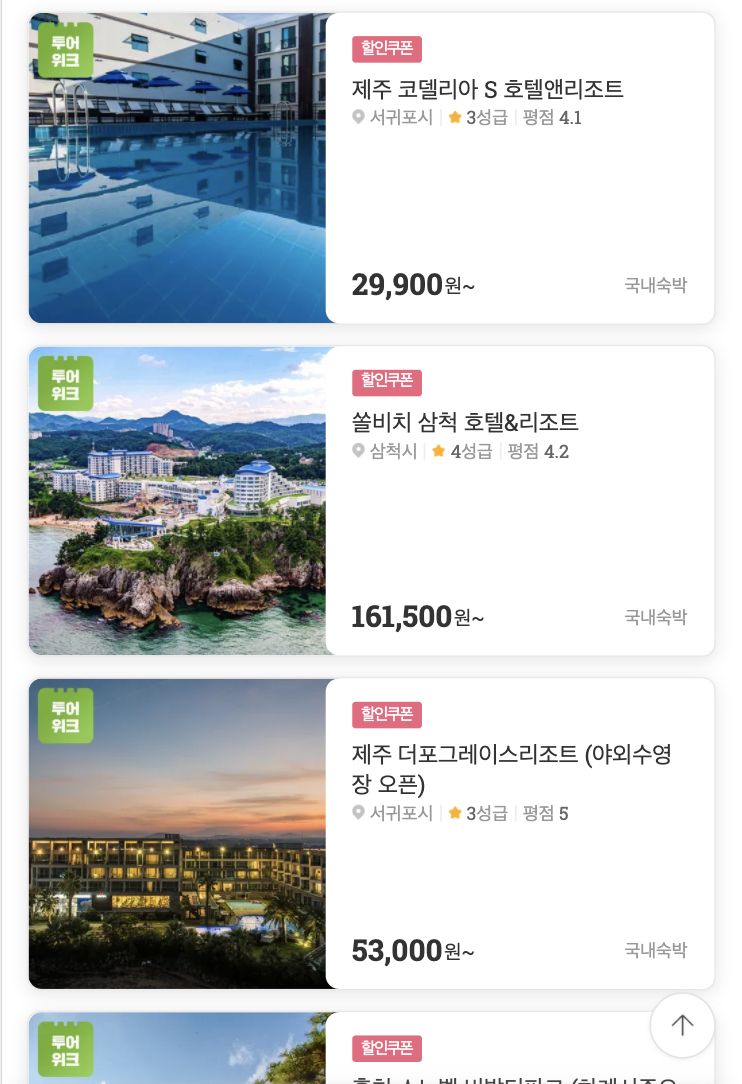 투어
위크
할인쿠폰
제주 코델리아 S 호텔앤리조트
서귀포시 3성급 평점 4.1
29,900원~
국내숙박
투어
위크
할인쿠폰
쏠비치 삼척 호텔&리조트
삼척시 4성급 평점 4.2
161,500원~
국내숙박
투어
위크
할인쿠폰
제주 더포그레이스리조트 (야외수영
장 오픈)
서귀포시 3성급 평점 5
53,000원~
국내숙박
투어
위크
할인쿠폰